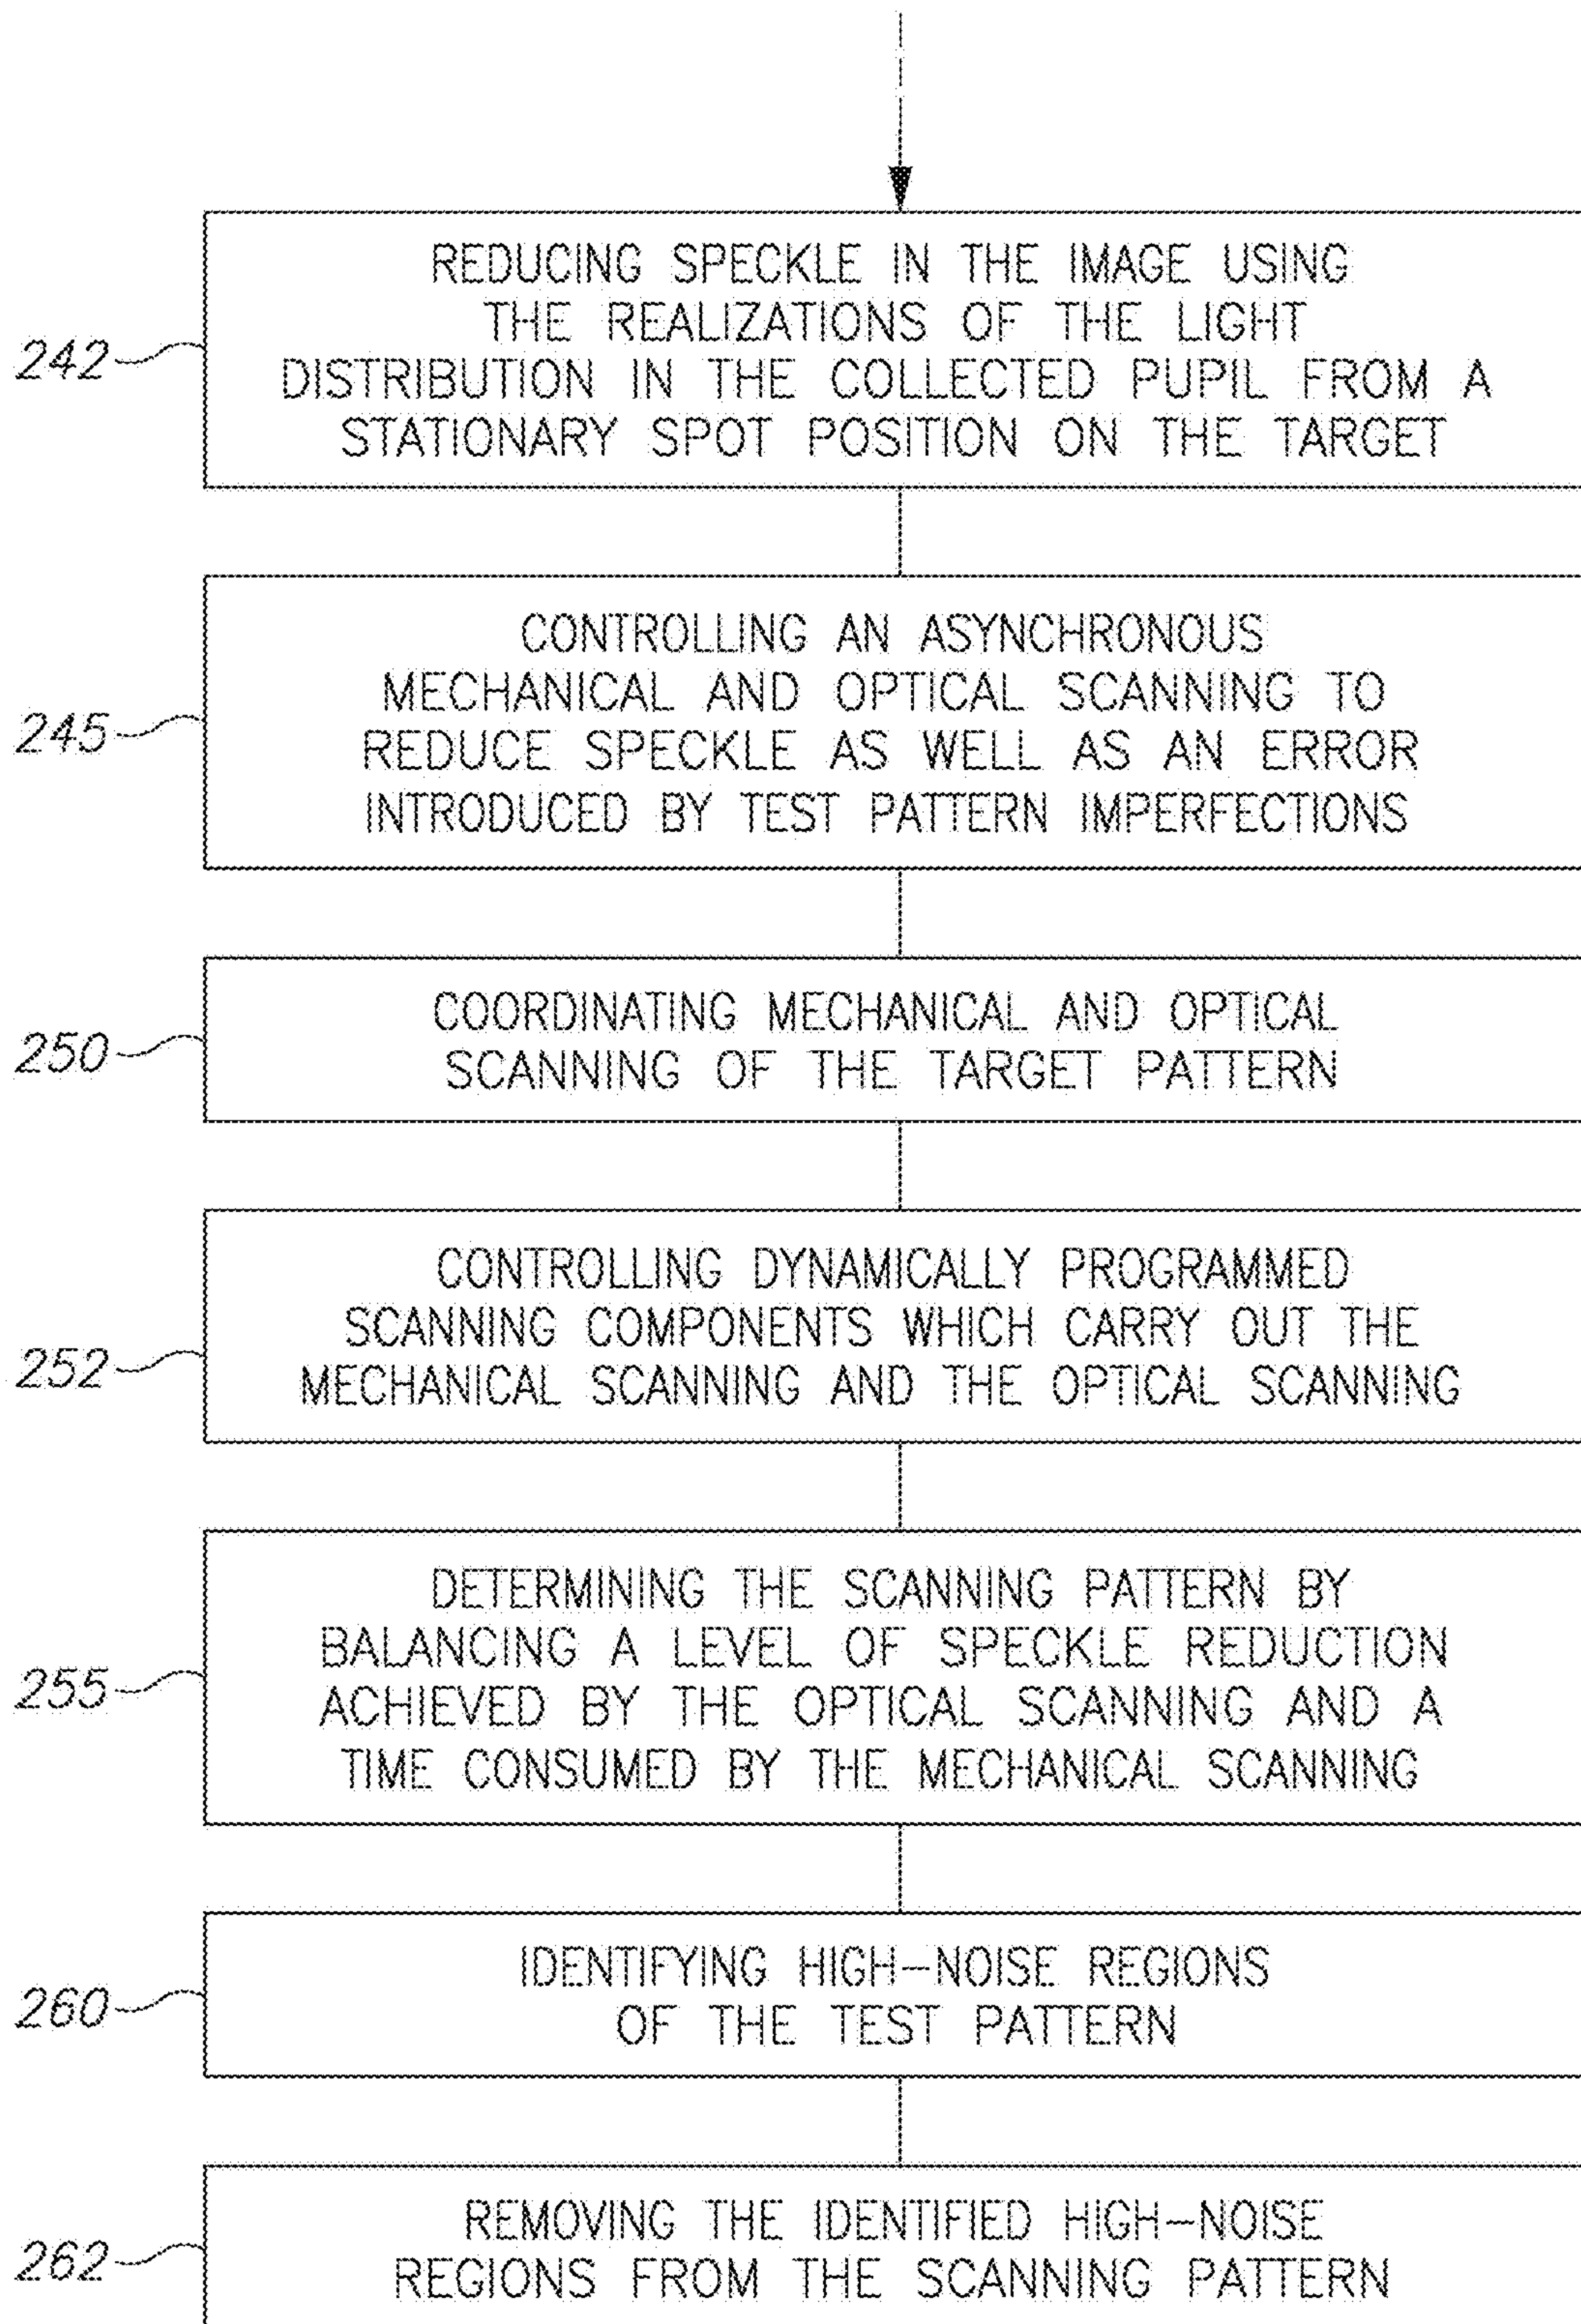 REDUCING SPECKLE IN THE IMAGE USING
THE REALIZATIONS OF THE LIGHT
242
DISTRIBUTION IN THE COLLECTED PUPIL FROM A
STATIONARY SPOT POSITION ON THE TARGET
CONTROLLING AN ASYNCHRONOUS
MECHANICAL AND OPTICAL SCANNING TO
245
REDUCE SPECKLE AS WELL AS AN ERROR
INTRODUCED BY TEST PATTERN IMPERFECTIONS
COORDINATING MECHANICAL AND OPTICAL
250
SCANNING OF THE TARGET PATTERN
CONTROLLING DYNAMICALLY PROGRAMMED
SCANNING COMPONENTS WHICH CARRY OUT THE
252
MECHANICAL SCANNING AND THE OPTICAL SCANNING
DETERMINING THE SCANNING PATTERN BY
BALANCING A LEVEL OF SPECKLE REDUCTION
255
ACHIEVED BY THE OPTICAL SCANNING AND A
TIME CONSUMED BY THE MECHANICAL SCANNING
IDENTIFYING HIGH-NOISE REGIONS
260
OF THE TEST PATTERN
REMOVING THE IDENTIFIED HIGH-NOISE
262
REGIONS FROM THE SCANNING PATTERN